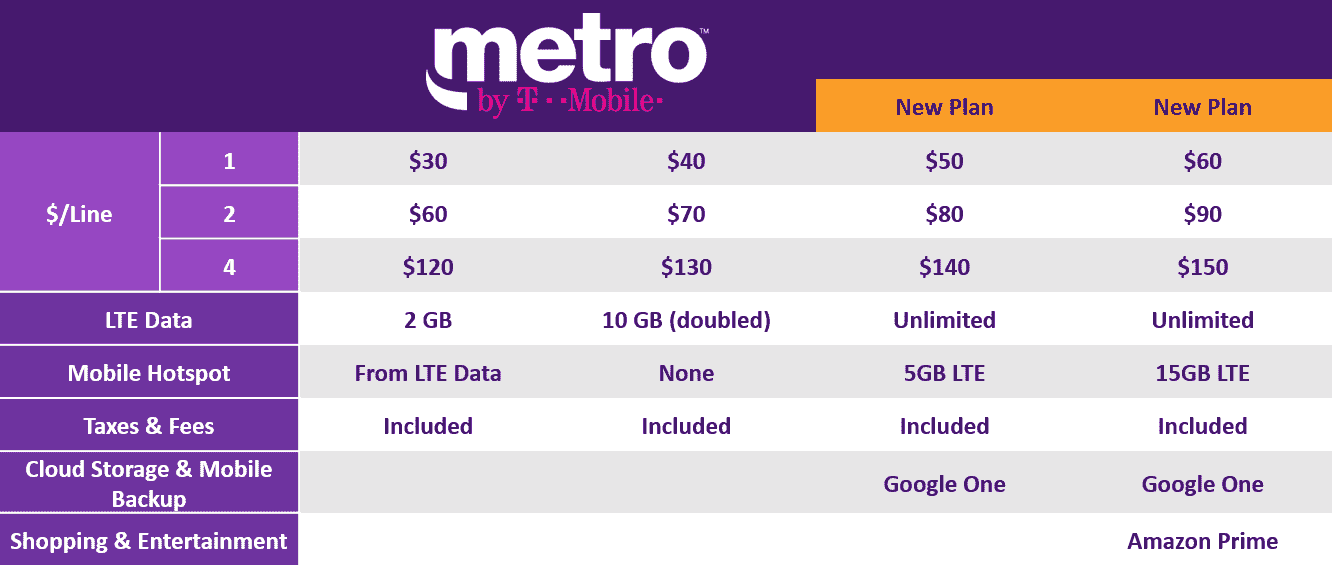 metro™
by T-Mobile
New Plan New Plan
1 $30 $40 $50 $60
$/Line 2 $60 $70 $80 $90
4 $120 $130 $140 $150
LTE Data 2 GB 10 GB (doubled) Unlimited Unlimited
Mobile Hotspot From LTE Data None 5GB LTE 15GB LTE
Taxes & Fees Included Included Included Included
Cloud Storage & Mobile
Backup Google One Google One
Shopping & Entertainment Amazon Prime